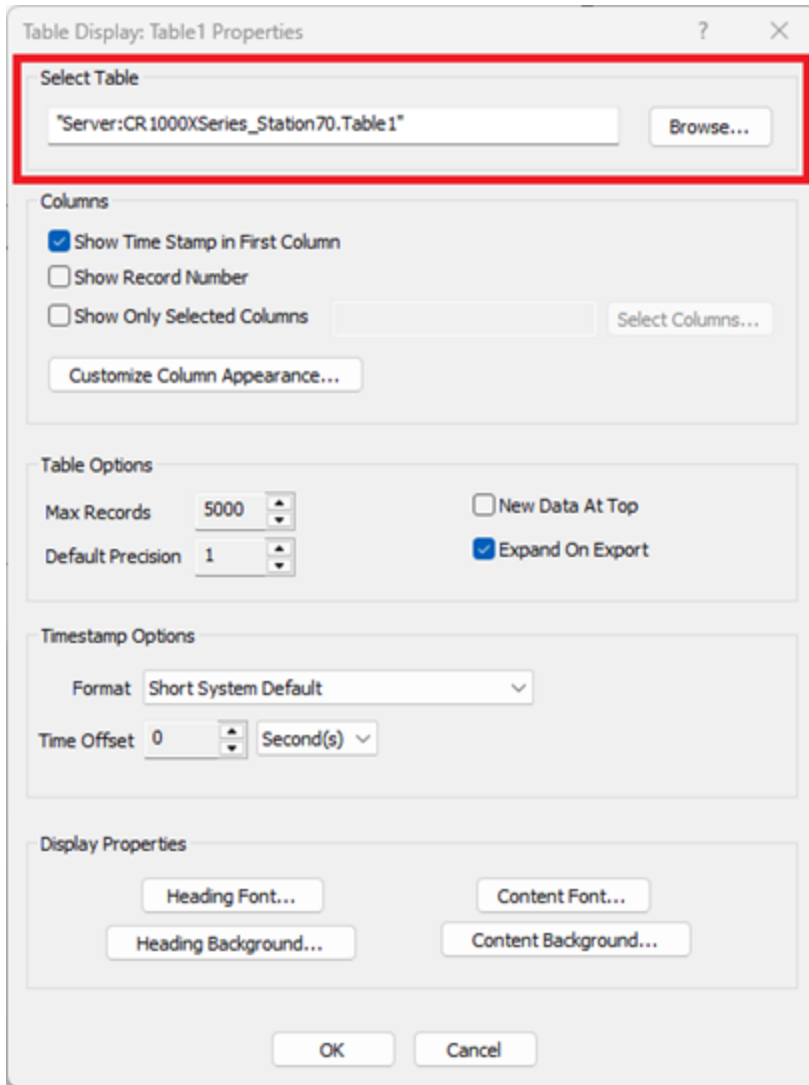 Table Display: Table1 Properties ? ×
Select Table
"Server:CR1000XSeries_Station70.Table1" Browse...
Columns
Show Time Stamp in First Column
Show Record Number
Show Only Selected Columns Select Columns...
Customize Column Appearance...
Table Options
Max Records 5000 New Data At Top
Default Precision 1 Expand On Export
Timestamp Options
Format Short System Default
Time Offset 0 Second(s)
Display Properties
Heading Font... Content Font...
Heading Background... Content Background...
OK Cancel